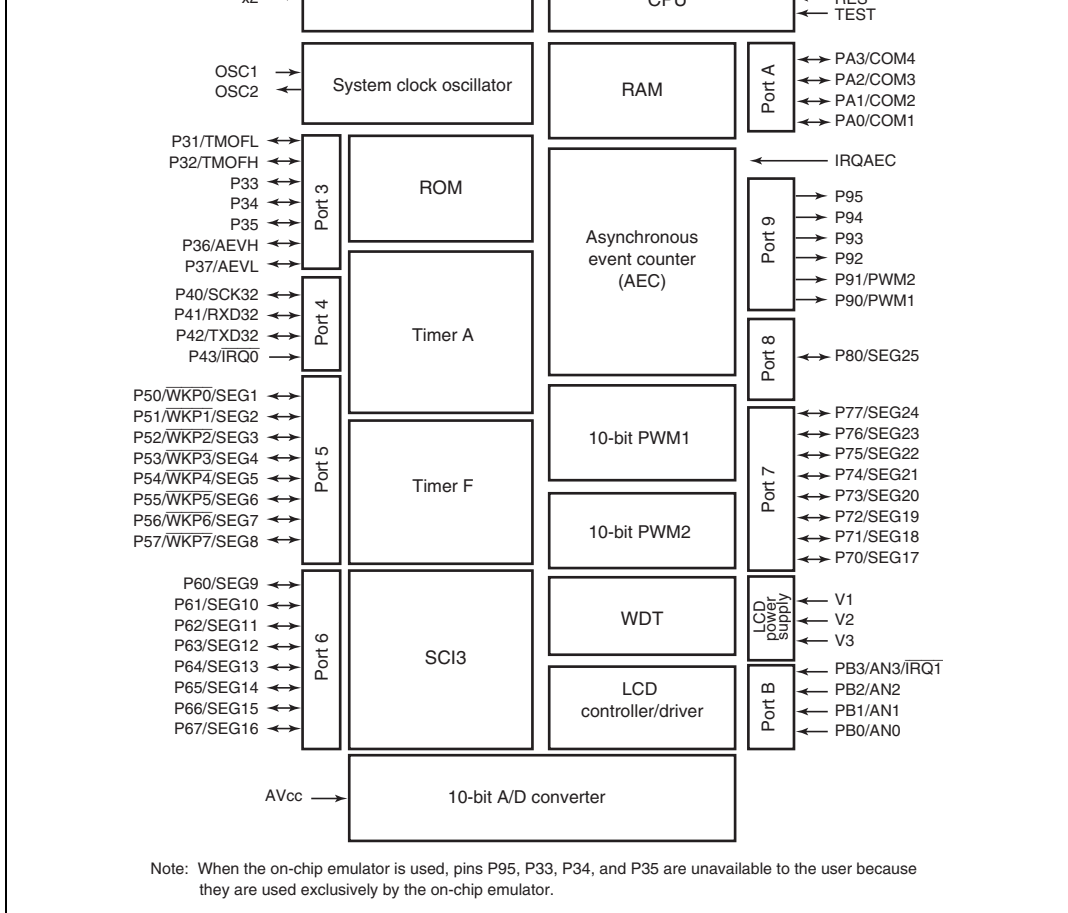 x2
CPU
RES
TEST
OSC1
OSC2
System clock oscillator
RAM
Port A
PA3/COM4
PA2/COM3
PA1/COM2
PA0/COM1
P31/TMOFL
P32/TMOFH
P33
P34
P35
P36/AEVH
P37/AEVL
Port 3
ROM
Asynchronous
event counter
(AEC)
IRQAEC
Port 9
P95
P94
P93
P92
P91/PWM2
P90/PWM1
P40/SCK32
P41/RXD32
P42/TXD32
P43/IRQ0
Port 4
Timer A
Port 8
P80/SEG25
P50/WKP0/SEG1
P51/WKP1/SEG2
P52/WKP2/SEG3
P53/WKP3/SEG4
P54/WKP4/SEG5
P55/WKP5/SEG6
P56/WKP6/SEG7
P57/WKP7/SEG8
Port 5
Timer F
10-bit PWM1
10-bit PWM2
Port 7
P77/SEG24
P76/SEG23
P75/SEG22
P74/SEG21
P73/SEG20
P72/SEG19
P71/SEG18
P70/SEG17
P60/SEG9
P61/SEG10
P62/SEG11
P63/SEG12
P64/SEG13
P65/SEG14
P66/SEG15
P67/SEG16
Port 6
SCI3
WDT
LCD
power
supply
V1
V2
V3
LCD
controller/driver
Port B
PB3/AN3/IRQ1
PB2/AN2
PB1/AN1
PB0/AN0
AVcc
10-bit A/D converter
Note: When the on-chip emulator is used, pins P95, P33, P34, and P35 are unavailable to the user because
they are used exclusively by the on-chip emulator.